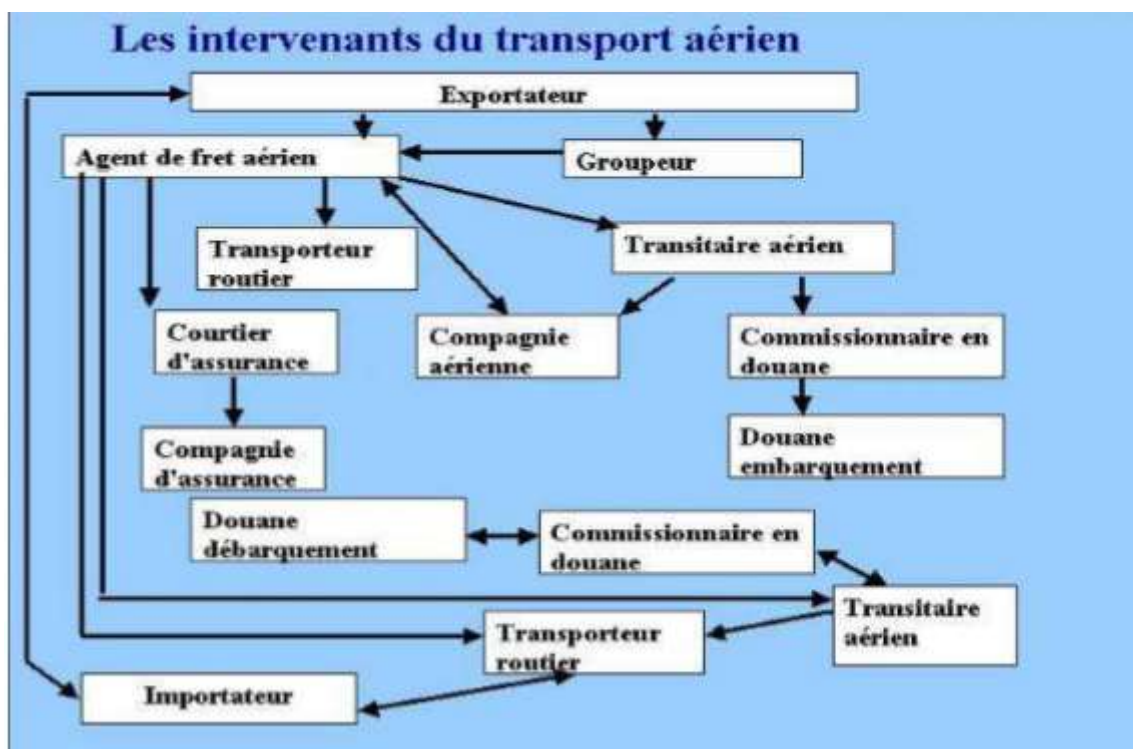 Les intervenants du transport aérien
Exportateur
Agent de fret aérien
Groupeur
Transporteur
routier
Transitaire aérien
Courtier
d'assurance
Compagnie
aérienne
Commissionnaire en
douane
Compagnie
d'assurance
Douane
embarquement
Douane
débarquement
Commissionnaire en
douane
Transitaire
aérien
Transporteur
routier
Importateur